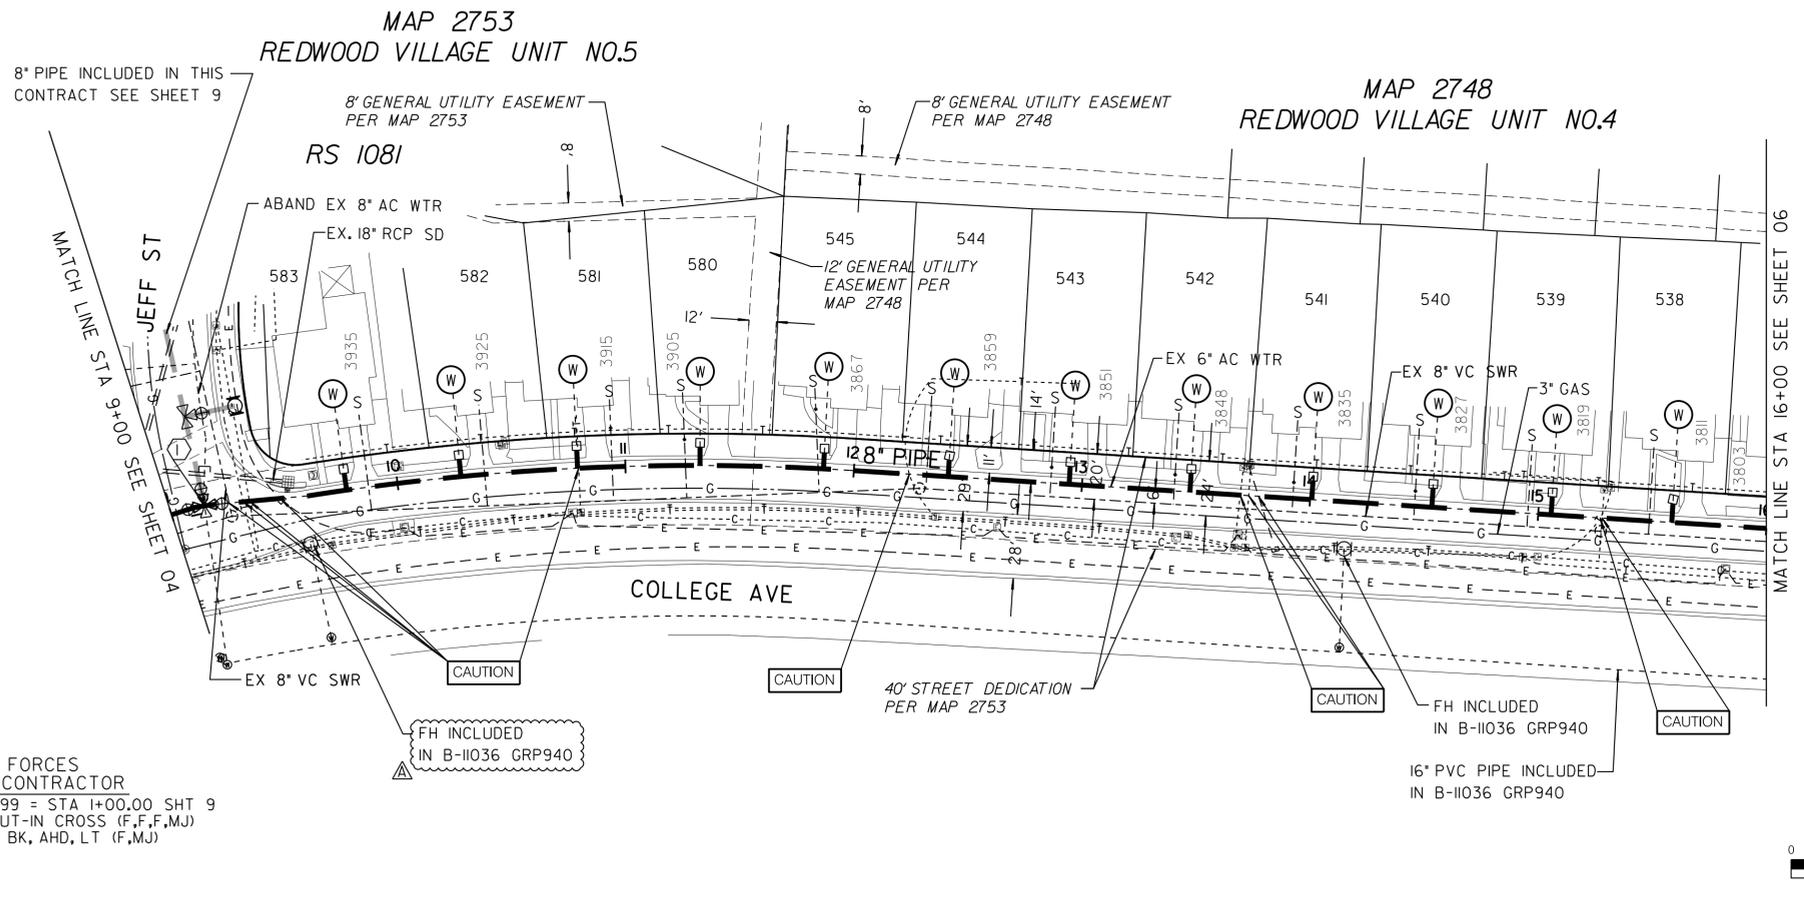 MAP 2753
REDWOOD VILLAGE UNIT NO.5
8" PIPE INCLUDED IN THIS
CONTRACT SEE SHEET 9
8' GENERAL UTILITY EASEMENT
PER MAP 2753
8'
8'
8' GENERAL UTILITY EASEMENT
PER MAP 2748
MAP 2748
REDWOOD VILLAGE UNIT NO.4
RS 1081
ABAND EX 8" AC WTR
EX. 18" RCP SD
MATCH LINE STA 9+00 SEE SHEET 04
JEFF ST
MATCH LINE STA 16+00 SEE SHEET 06
583
582
581
580
545
544
543
542
541
540
539
538
12' GENERAL UTILITY
EASEMENT PER
MAP 2748
12'
3935
3925
3915
3905
3867
3859
3851
3848
3835
3827
3819
3811
3803
W W W W W W W W W W W W
S S S S S S S S S S S
EX 6" AC WTR
EX 8" VC SWR
3" GAS
14'
11'
20'
24'
29'
28'
10
11
12
8" PIPE
13
14
15
COLLEGE AVE
CAUTION
CAUTION
CAUTION
CAUTION
EX 8" VC SWR
40' STREET DEDICATION
PER MAP 2753
FH INCLUDED
IN B-11036 GRP940
A
FH INCLUDED
IN B-11036 GRP940
16" PVC PIPE INCLUDED
IN B-11036 GRP940
FORCES
CONTRACTOR
99 = STA 1+00.00 SHT 9
UT-IN CROSS (F,F,F,MJ)
BK, AHD, LT (F,MJ)
0